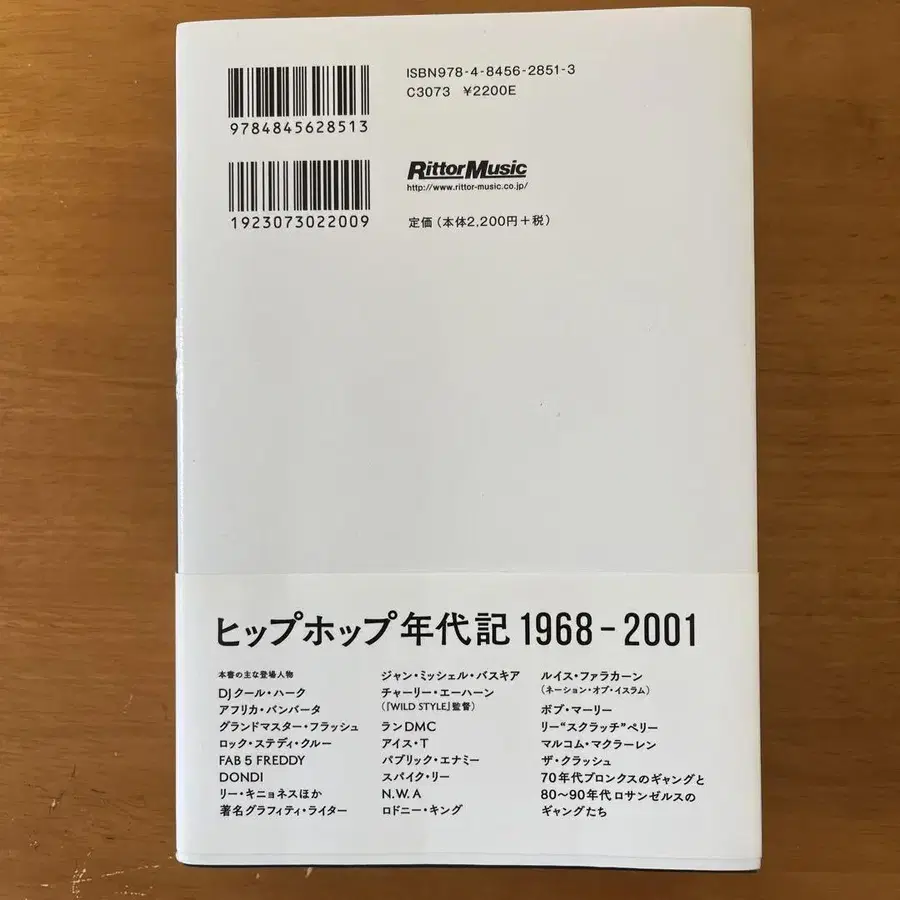 ISBN978-4-8456-2851-3
C3073 ¥2200E
9784845628513
RittorMusic
http://www.rittor-music.co.jp/
1923073022009
定価（本体2,200円＋税）
ヒップホップ年代記 1968－2001
本書の主な登場人物
DJクール・ハーク
アフリカ・バンバータ
グランドマスター・フラッシュ
ロック・ステディ・クルー
FAB 5 FREDDY
DONDI
リー・キニョネスほか
著名グラフィティ・ライター
ジャン・ミッシェル・バスキア
チャーリー・エーハーン
（『WILD STYLE』監督）
ランDMC
アイス・T
パブリック・エナミー
スパイク・リー
N.W.A
ロドニー・キング
ルイス・ファラカーン
（ネーション・オブ・イスラム）
ボブ・マーリー
リー“スクラッチ”ペリー
マルコム・マクラーレン
ザ・クラッシュ
70年代ブロンクスのギャングと
80〜90年代ロサンゼルスの
ギャングたち